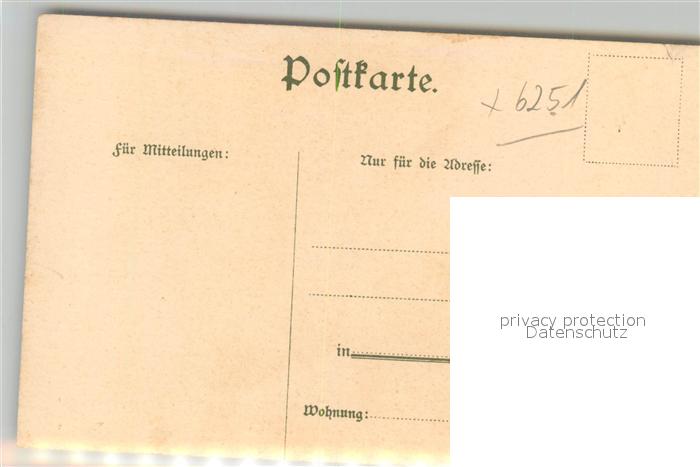 Postkarte.
x 6251
Für Mitteilungen:
Nur für die Adresse:
in
Wohnung:
privacy protection
Datenschutz